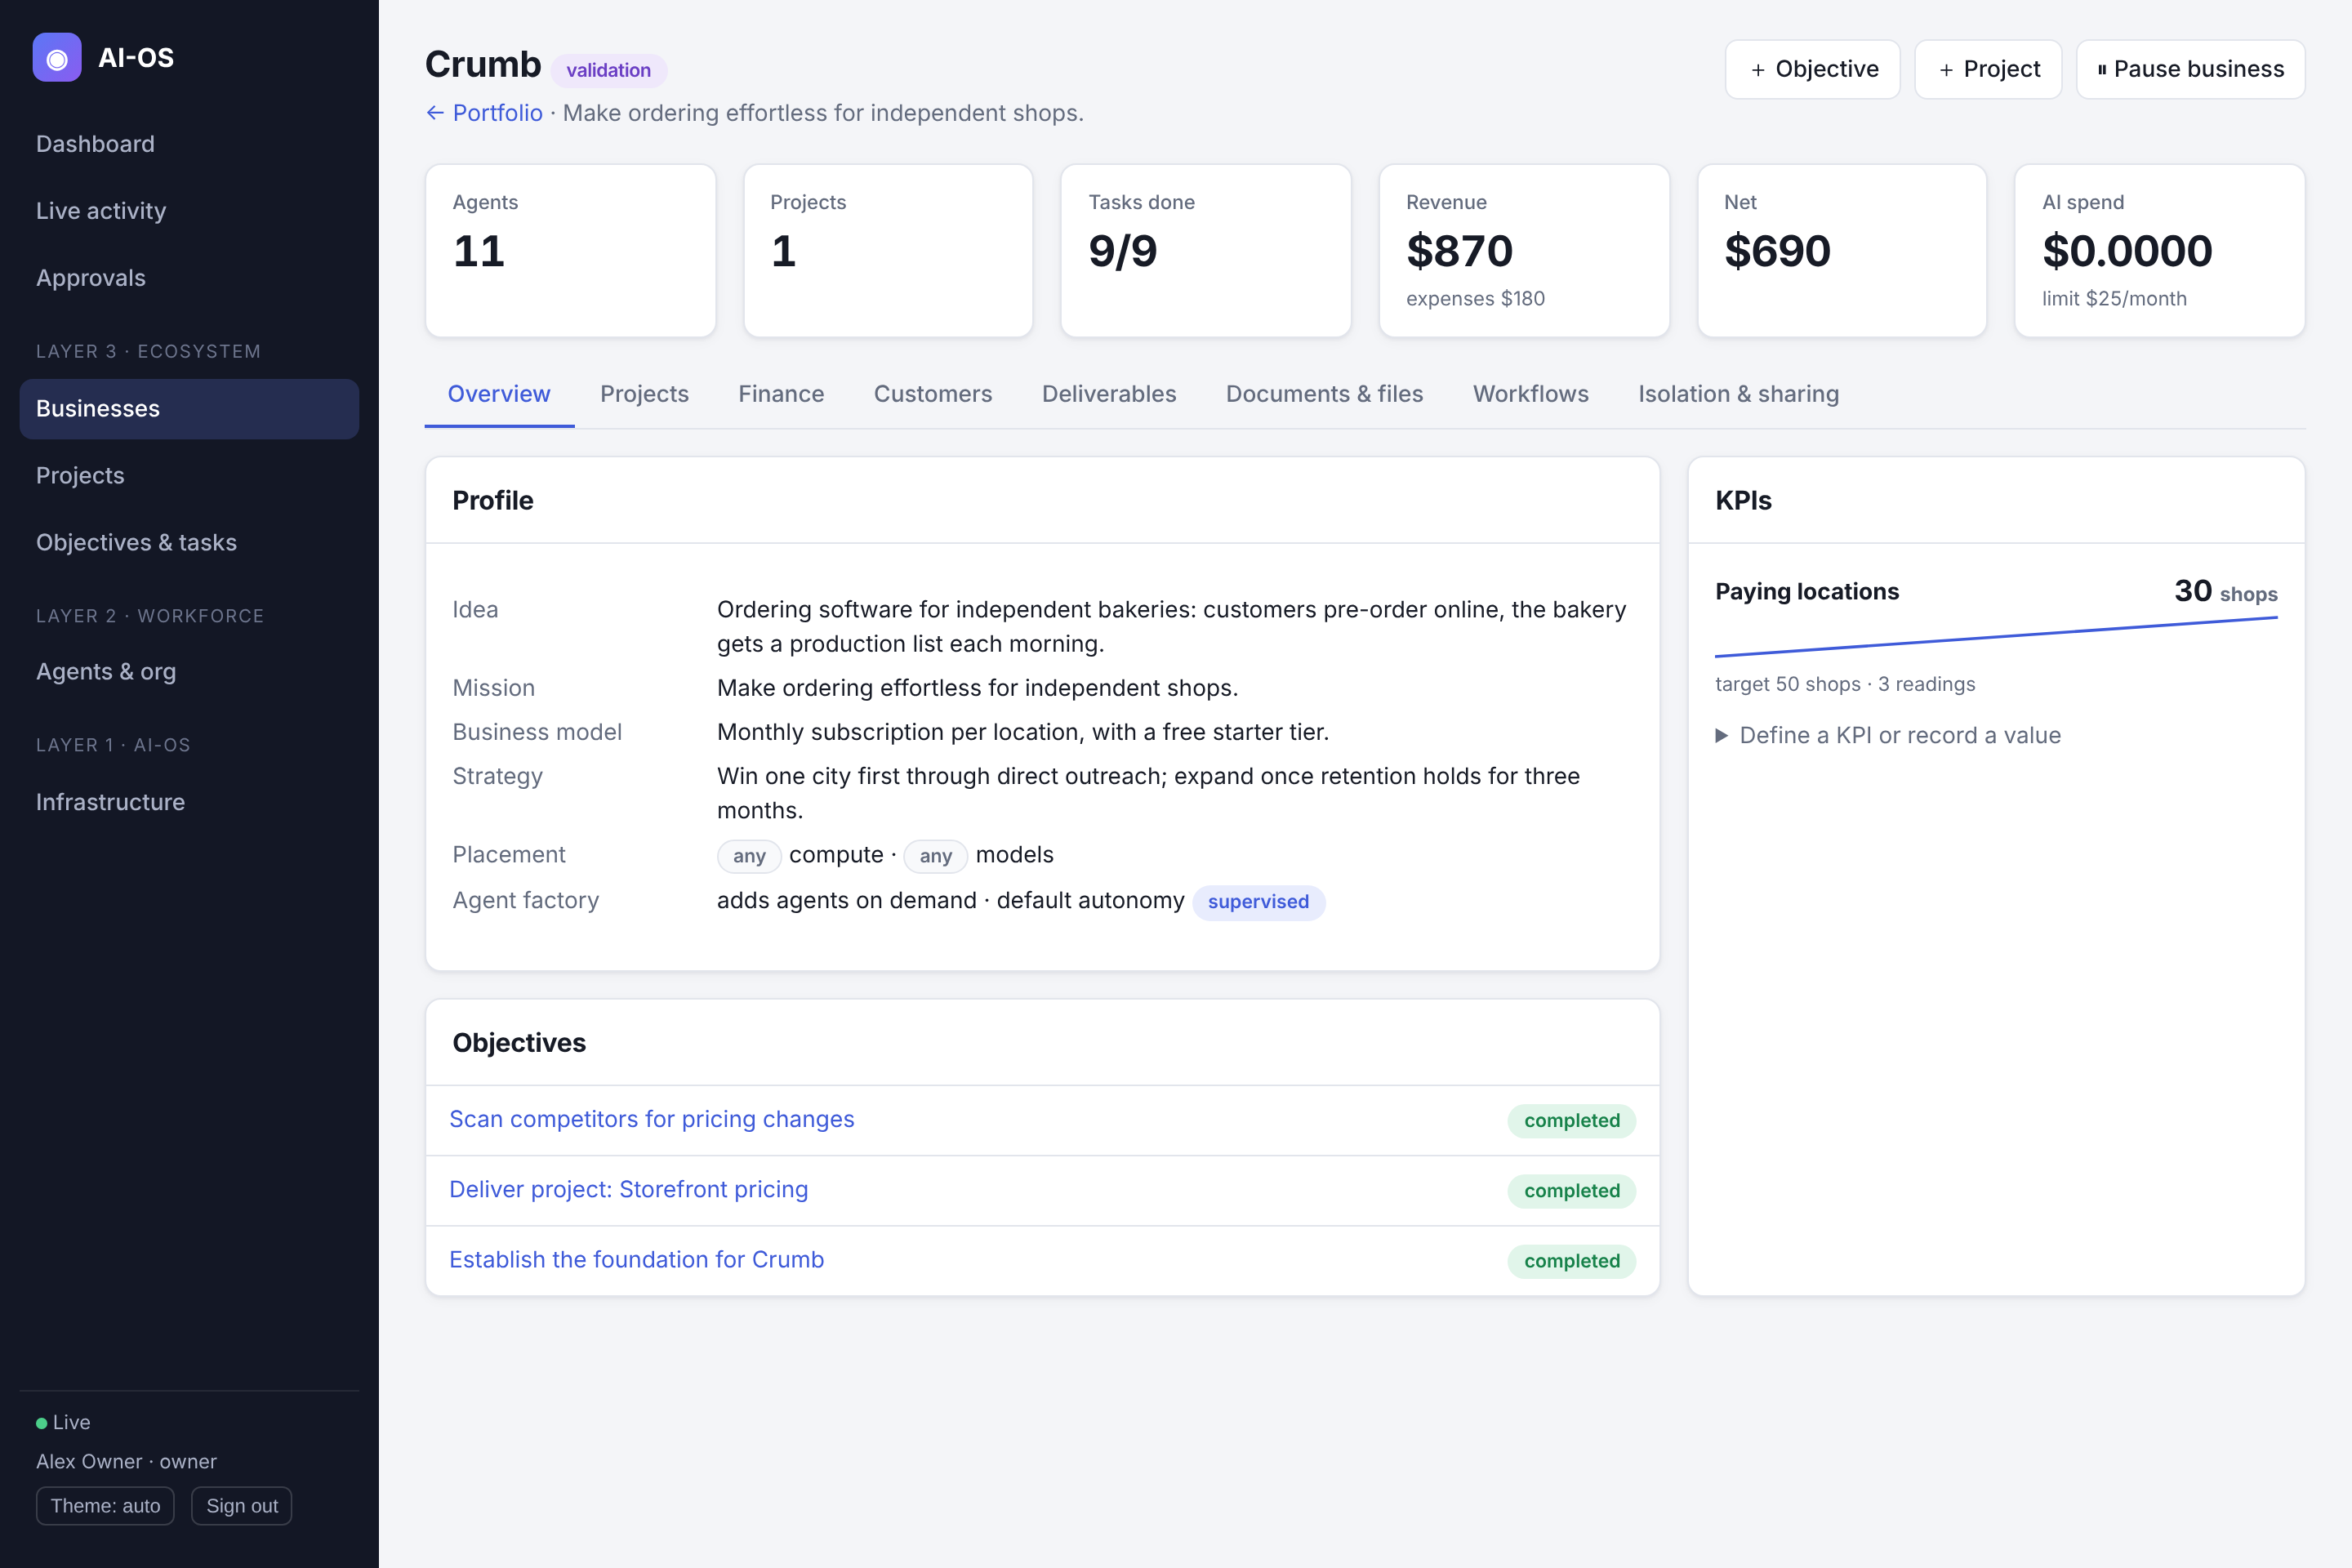 AI-OS
Dashboard
Live activity
Approvals
LAYER 3 · ECOSYSTEM
Businesses
Projects
Objectives & tasks
LAYER 2 · WORKFORCE
Agents & org
LAYER 1 · AI-OS
Infrastructure
Live
Alex Owner · owner
Theme: auto
Sign out
Crumb validation
← Portfolio · Make ordering effortless for independent shops.
+ Objective
+ Project
Pause business
Agents
11
Projects
1
Tasks done
9/9
Revenue
$870
expenses $180
Net
$690
AI spend
$0.0000
limit $25/month
Overview
Projects
Finance
Customers
Deliverables
Documents & files
Workflows
Isolation & sharing
Profile
Idea
Ordering software for independent bakeries: customers pre-order online, the bakery
gets a production list each morning.
Mission
Make ordering effortless for independent shops.
Business model
Monthly subscription per location, with a free starter tier.
Strategy
Win one city first through direct outreach; expand once retention holds for three
months.
Placement
any compute · any models
Agent factory
adds agents on demand · default autonomy supervised
KPIs
Paying locations
30 shops
target 50 shops · 3 readings
▶ Define a KPI or record a value
Objectives
Scan competitors for pricing changes
completed
Deliver project: Storefront pricing
completed
Establish the foundation for Crumb
completed